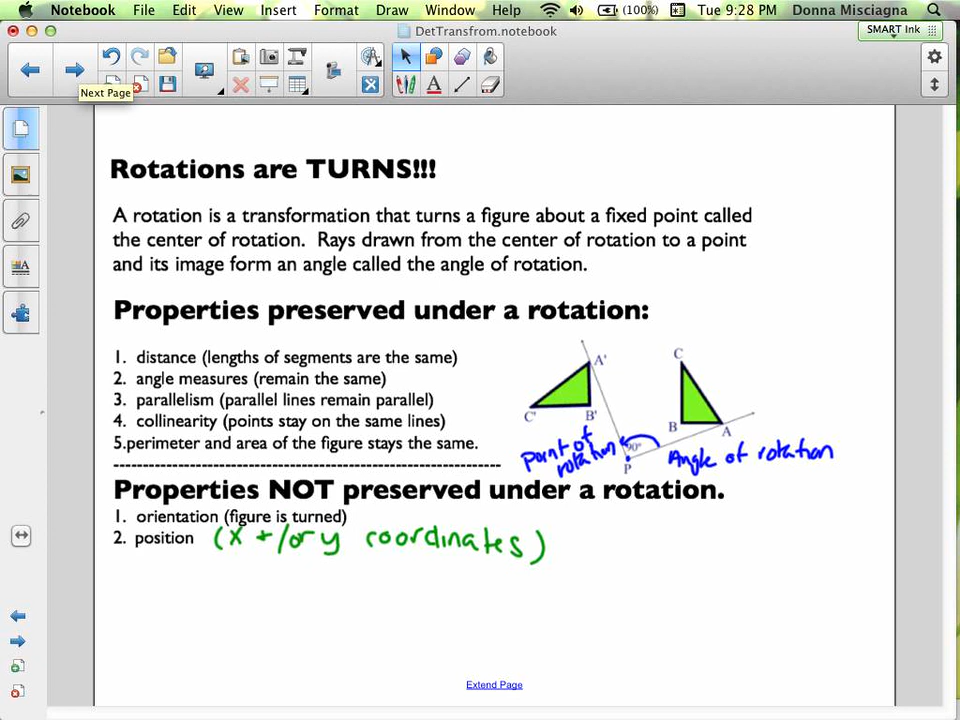 Notebook File Edit View Insert Format Draw Window Help (100%) Tue 9:28 PM Donna Misciagna
DetTransfrom.notebook
SMART Ink
Next Page
Rotations are TURNS!!!
A rotation is a transformation that turns a figure about a fixed point called
the center of rotation. Rays drawn from the center of rotation to a point
and its image form an angle called the angle of rotation.
Properties preserved under a rotation:
1. distance (lengths of segments are the same)
2. angle measures (remain the same)
3. parallelism (parallel lines remain parallel)
4. collinearity (points stay on the same lines)
5.perimeter and area of the figure stays the same.
A'
C'
B'
C
B
A
90°
P
Point of
rotation
Angle of rotation
--------------------------------------------------------------------
Properties NOT preserved under a rotation.
1. orientation (figure is turned)
2. position (x +/or y coordinates)
Extend Page